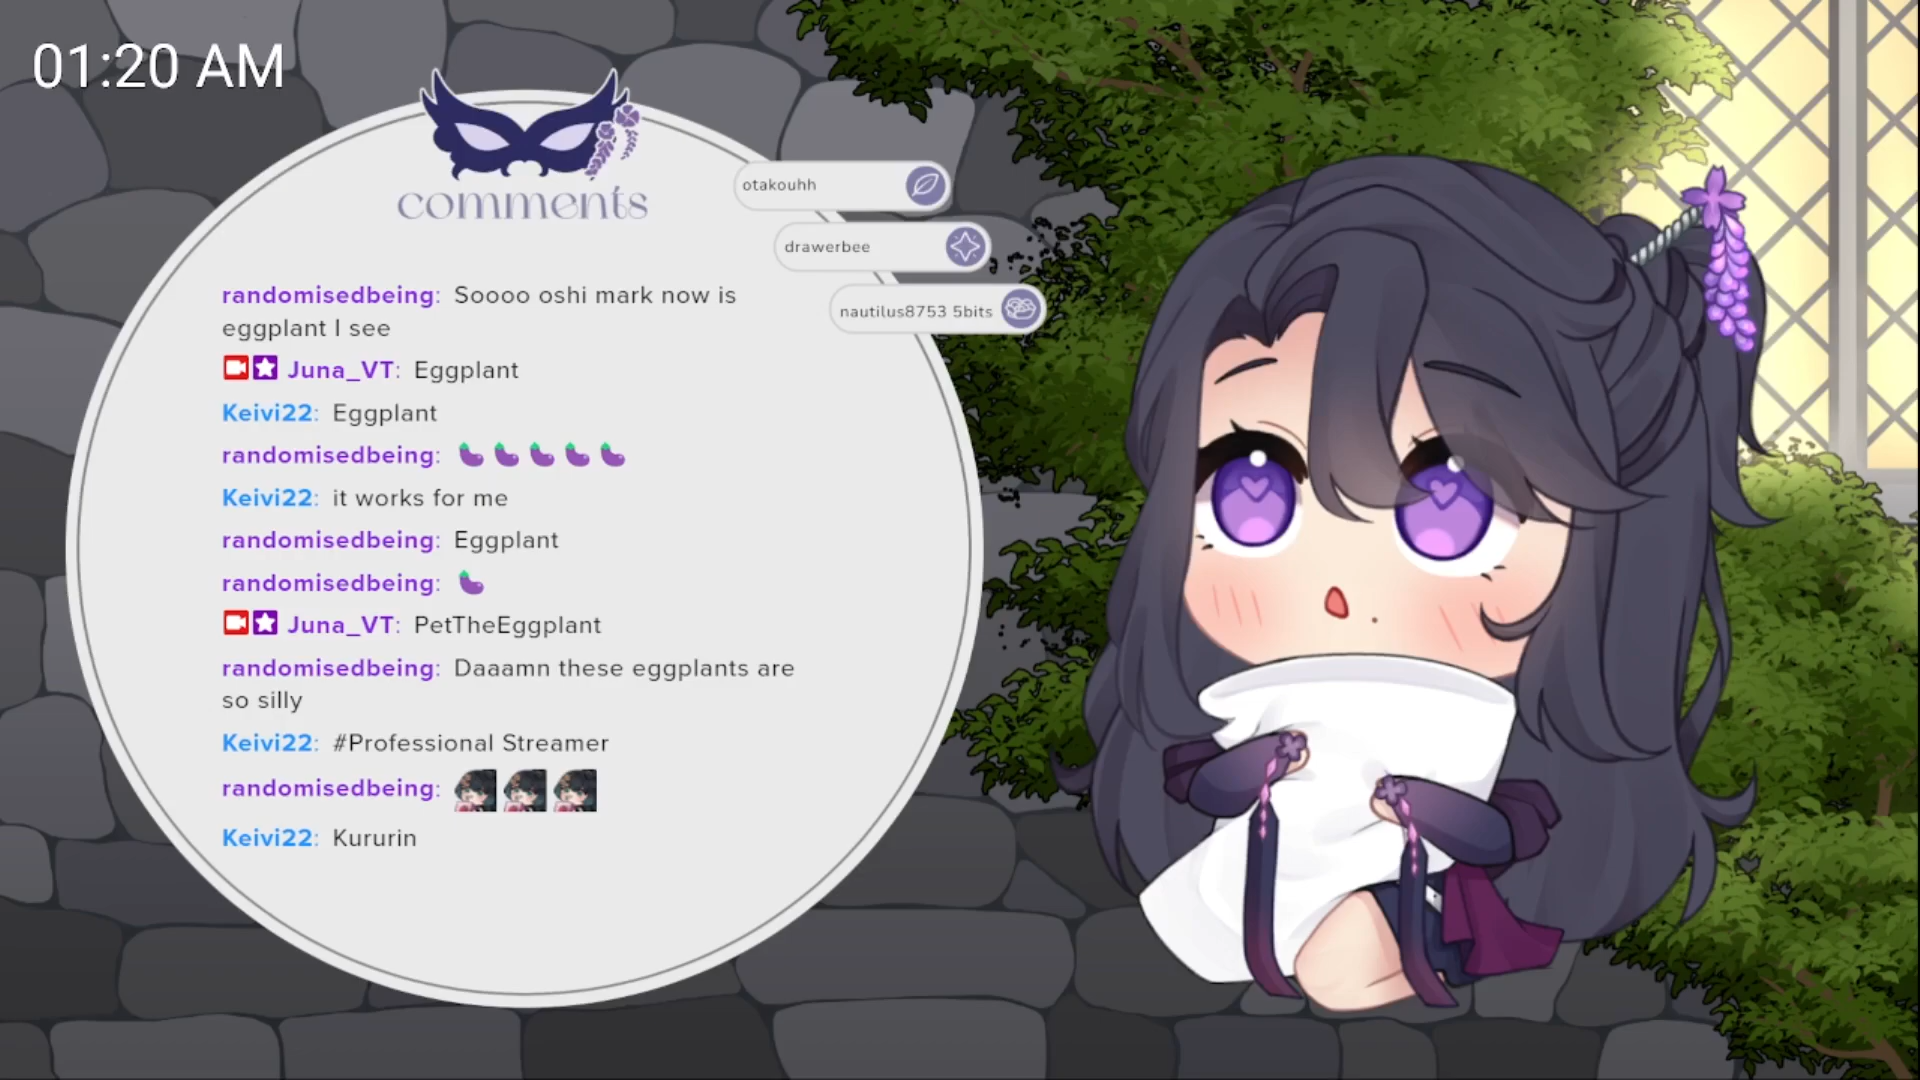 01:20 AM
comments
otakouhh
drawerbee
nautilus8753 5bits
randomisedbeing: Soooo oshi mark now is
eggplant I see
Juna_VT: Eggplant
Keivi22: Eggplant
randomisedbeing: 🍆 🍆 🍆 🍆 🍆
Keivi22: it works for me
randomisedbeing: Eggplant
randomisedbeing: 🍆
Juna_VT: PetTheEggplant
randomisedbeing: Daaamn these eggplants are
so silly
Keivi22: #Professional Streamer
randomisedbeing:
Keivi22: Kururin